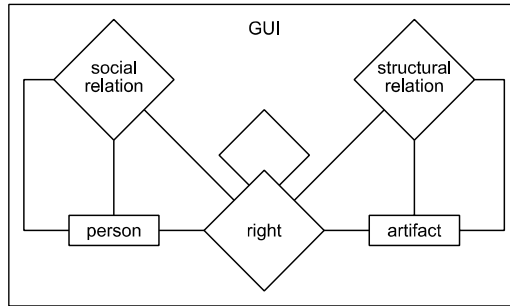 GUI
social
relation
structural
relation
person
right
artifact